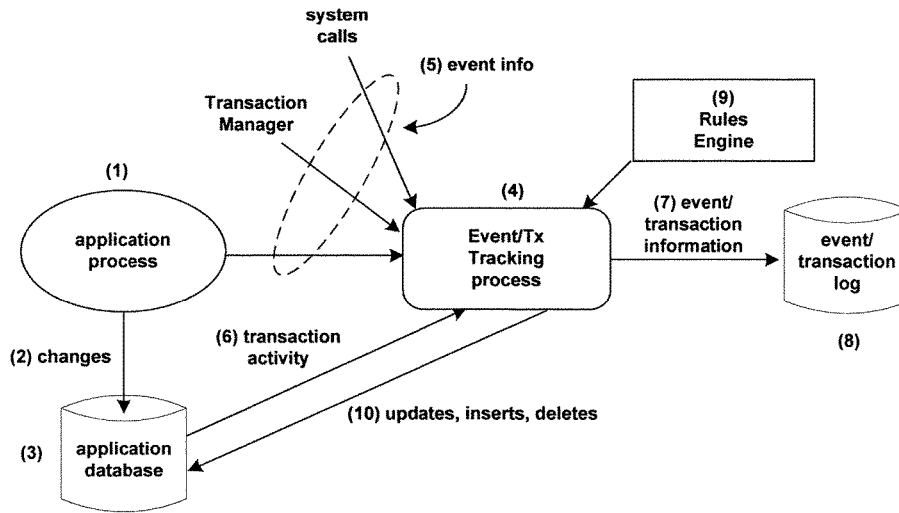 system
calls
(5) event info
Transaction
Manager
(9)
Rules
Engine
(1)
(4)
(7) event/
transaction
information
application
process
Event/Tx
Tracking
process
event/
transaction
log
(6) transaction
activity
(8)
(2) changes
(10) updates, inserts, deletes
(3)
application
database